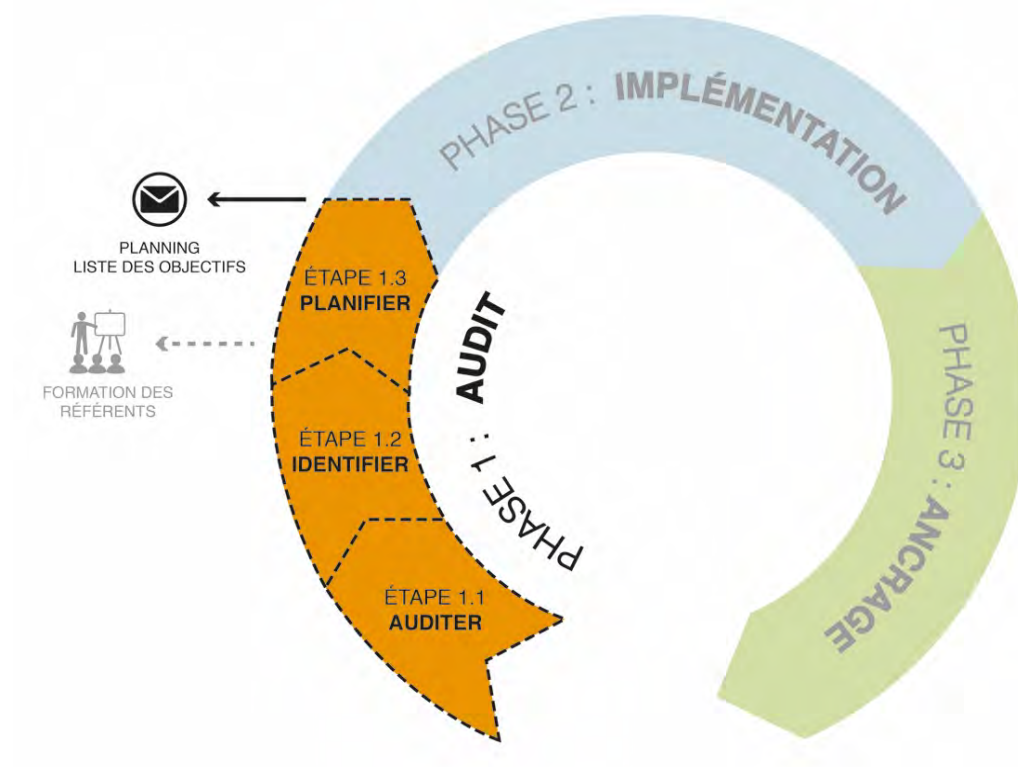 PHASE 2 : IMPLÉMENTATION
PLANNING
LISTE DES OBJECTIFS
ÉTAPE 1.3
PLANIFIER
FORMATION DES
RÉFÉRENTS
ÉTAPE 1.2
IDENTIFIER
ÉTAPE 1.1
AUDITER
PHASE 1 : AUDIT
PHASE 3 : ANCRAGE